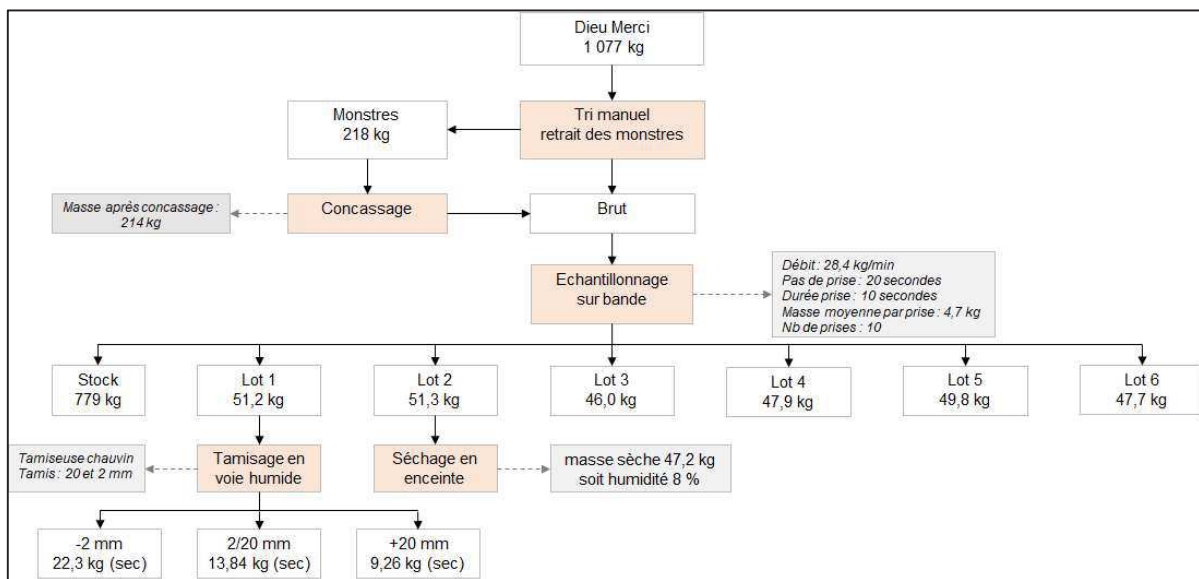 Dieu Merci
1 077 kg
Monstres
218 kg
Tri manuel
retrait des monstres
Masse après concassage :
214 kg
Concassage
Brut
Echantillonnage
sur bande
Débit : 28,4 kg/min
Pas de prise : 20 secondes
Durée prise : 10 secondes
Masse moyenne par prise : 4,7 kg
Nb de prises : 10
Stock
779 kg
Lot 1
51,2 kg
Lot 2
51,3 kg
Lot 3
46,0 kg
Lot 4
47,9 kg
Lot 5
49,8 kg
Lot 6
47,7 kg
Tamiseuse chauvin
Tamis : 20 et 2 mm
Tamisage en
voie humide
Séchage en
enceinte
masse sèche 47,2 kg
soit humidité 8 %
-2 mm
22,3 kg (sec)
2/20 mm
13,84 kg (sec)
+20 mm
9,26 kg (sec)